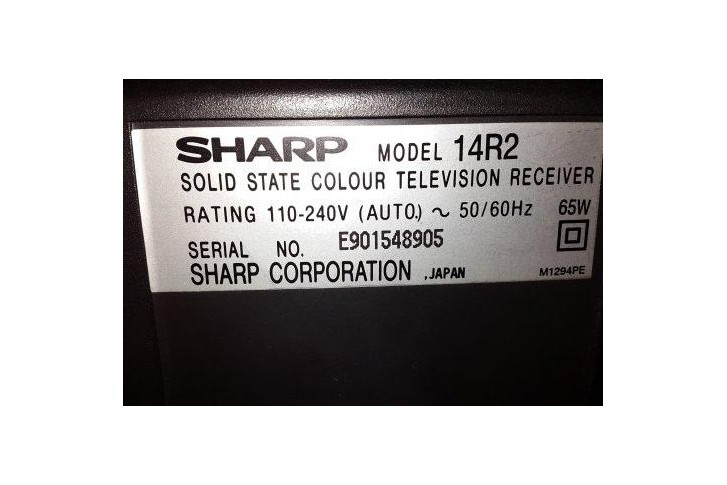 SHARP MODEL 14R2
SOLID STATE COLOUR TELEVISION RECEIVER
RATING 110-240V (AUTO.) ~ 50/60Hz 65W
SERIAL NO. E901548905
SHARP CORPORATION , JAPAN M1294PE